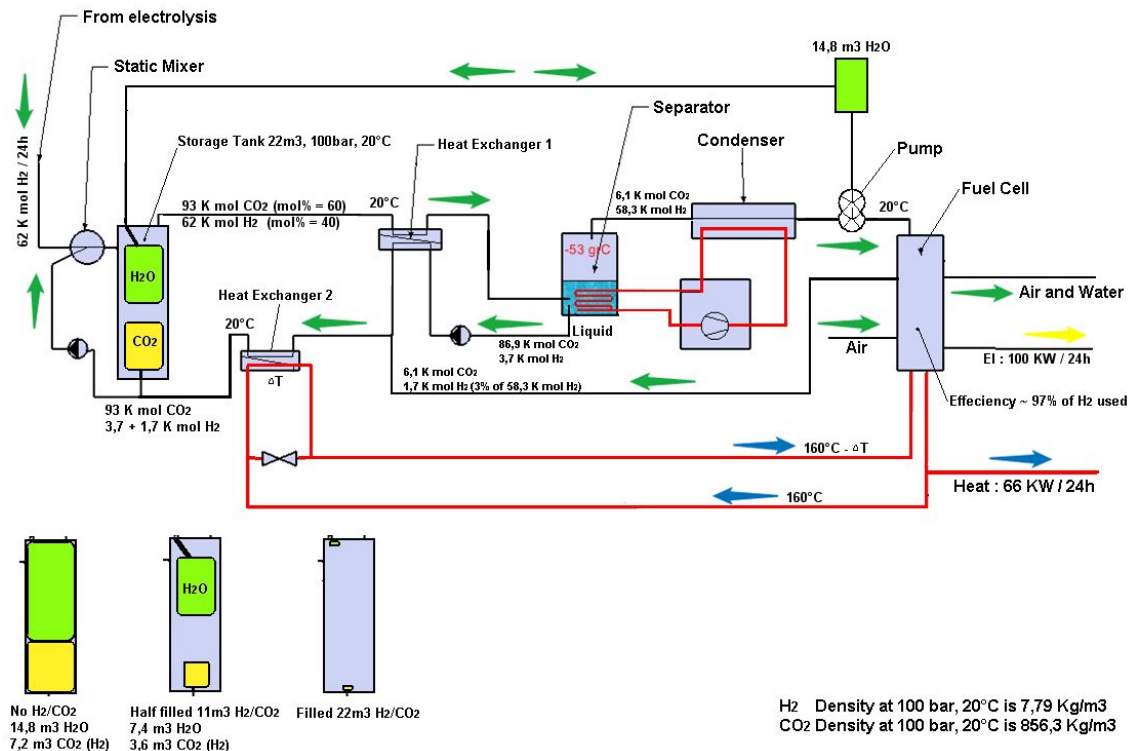 From electrolysis
Static Mixer
62 K mol H2 / 24h
Storage Tank 22m3, 100bar, 20°C
Heat Exchanger 1
14,8 m3 H2O
Separator
Condenser
Pump
Fuel Cell
93 K mol CO2 (mol% = 60)
62 K mol H2 (mol% = 40)
20°C
6,1 K mol CO2
58,3 K mol H2
20°C
-53 grC
H2O
CO2
Heat Exchanger 2
20°C
△T
Liquid
86,9 K mol CO2
3,7 K mol H2
Air and Water
Air
El : 100 KW / 24h
6,1 K mol CO2
1,7 K mol H2 (3% of 58,3 K mol H2)
Effeciency ~ 97% of H2 used
93 K mol CO2
3,7 + 1,7 K mol H2
160°C - △T
Heat : 66 KW / 24h
160°C
H2O
No H2/CO2
14,8 m3 H2O
7,2 m3 CO2 (H2)
Half filled 11m3 H2/CO2
7,4 m3 H2O
3,6 m3 CO2 (H2)
Filled 22m3 H2/CO2
H2 Density at 100 bar, 20°C is 7,79 Kg/m3
CO2 Density at 100 bar, 20°C is 856,3 Kg/m3